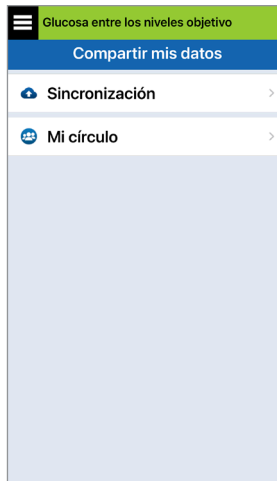 Glucosa entre los niveles objetivo
Compartir mis datos
Sincronización
Mi círculo